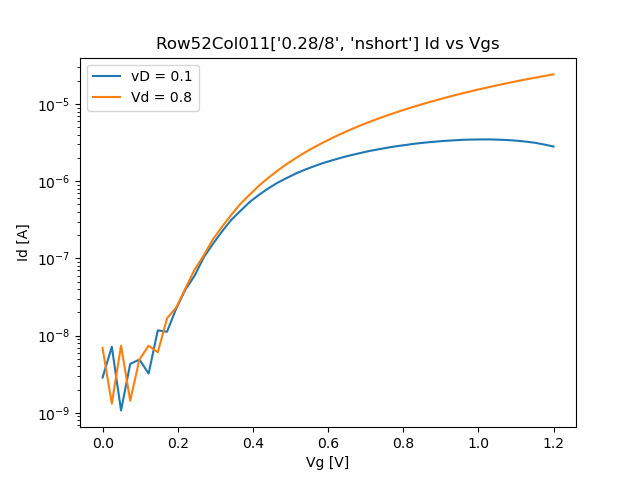 Row52Col011['0.28/8', 'nshort'] Id vs Vgs
vD = 0.1
Vd = 0.8
10⁻⁵
10⁻⁶
10⁻⁷
10⁻⁸
10⁻⁹
Id [A]
0.0 0.2 0.4 0.6 0.8 1.0 1.2
Vg [V]